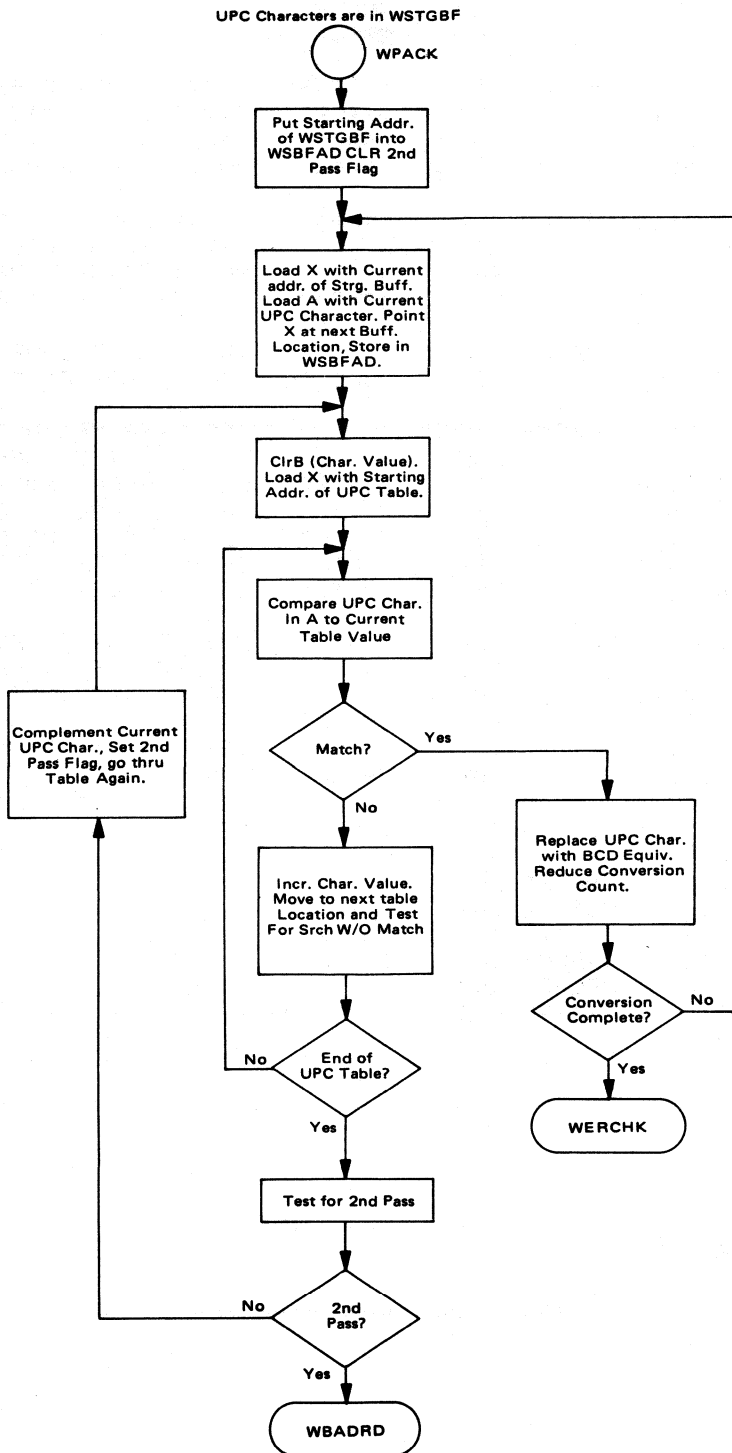 UPC Characters are in WSTGBF
WPACK
Put Starting Addr.
of WSTGBF into
WSBFAD CLR 2nd
Pass Flag
Load X with Current
addr. of Strg. Buff.
Load A with Current
UPC Character. Point
X at next Buff.
Location, Store in
WSBFAD.
ClrB (Char. Value).
Load X with Starting
Addr. of UPC Table.
Compare UPC Char.
In A to Current
Table Value
Complement Current
UPC Char., Set 2nd
Pass Flag, go thru
Table Again.
Match?
Yes
No
Replace UPC Char.
with BCD Equiv.
Reduce Conversion
Count.
Incr. Char. Value.
Move to next table
Location and Test
For Srch W/O Match
Conversion
Complete?
No
Yes
End of
UPC Table?
No
Yes
WERCHK
Test for 2nd Pass
2nd
Pass?
No
Yes
WBADRD